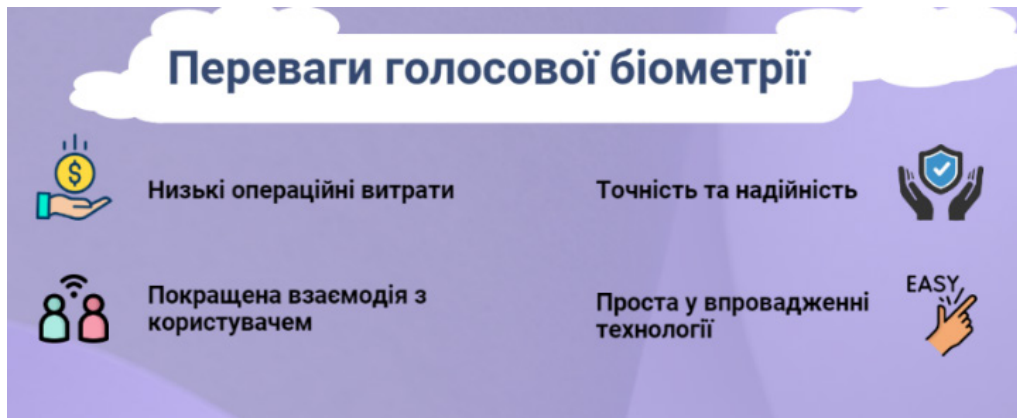 Переваги голосової біометрії
Низькі операційні витрати
Точність та надійність
Покращена взаємодія з
користувачем
EASY
Проста у впровадженні
технології